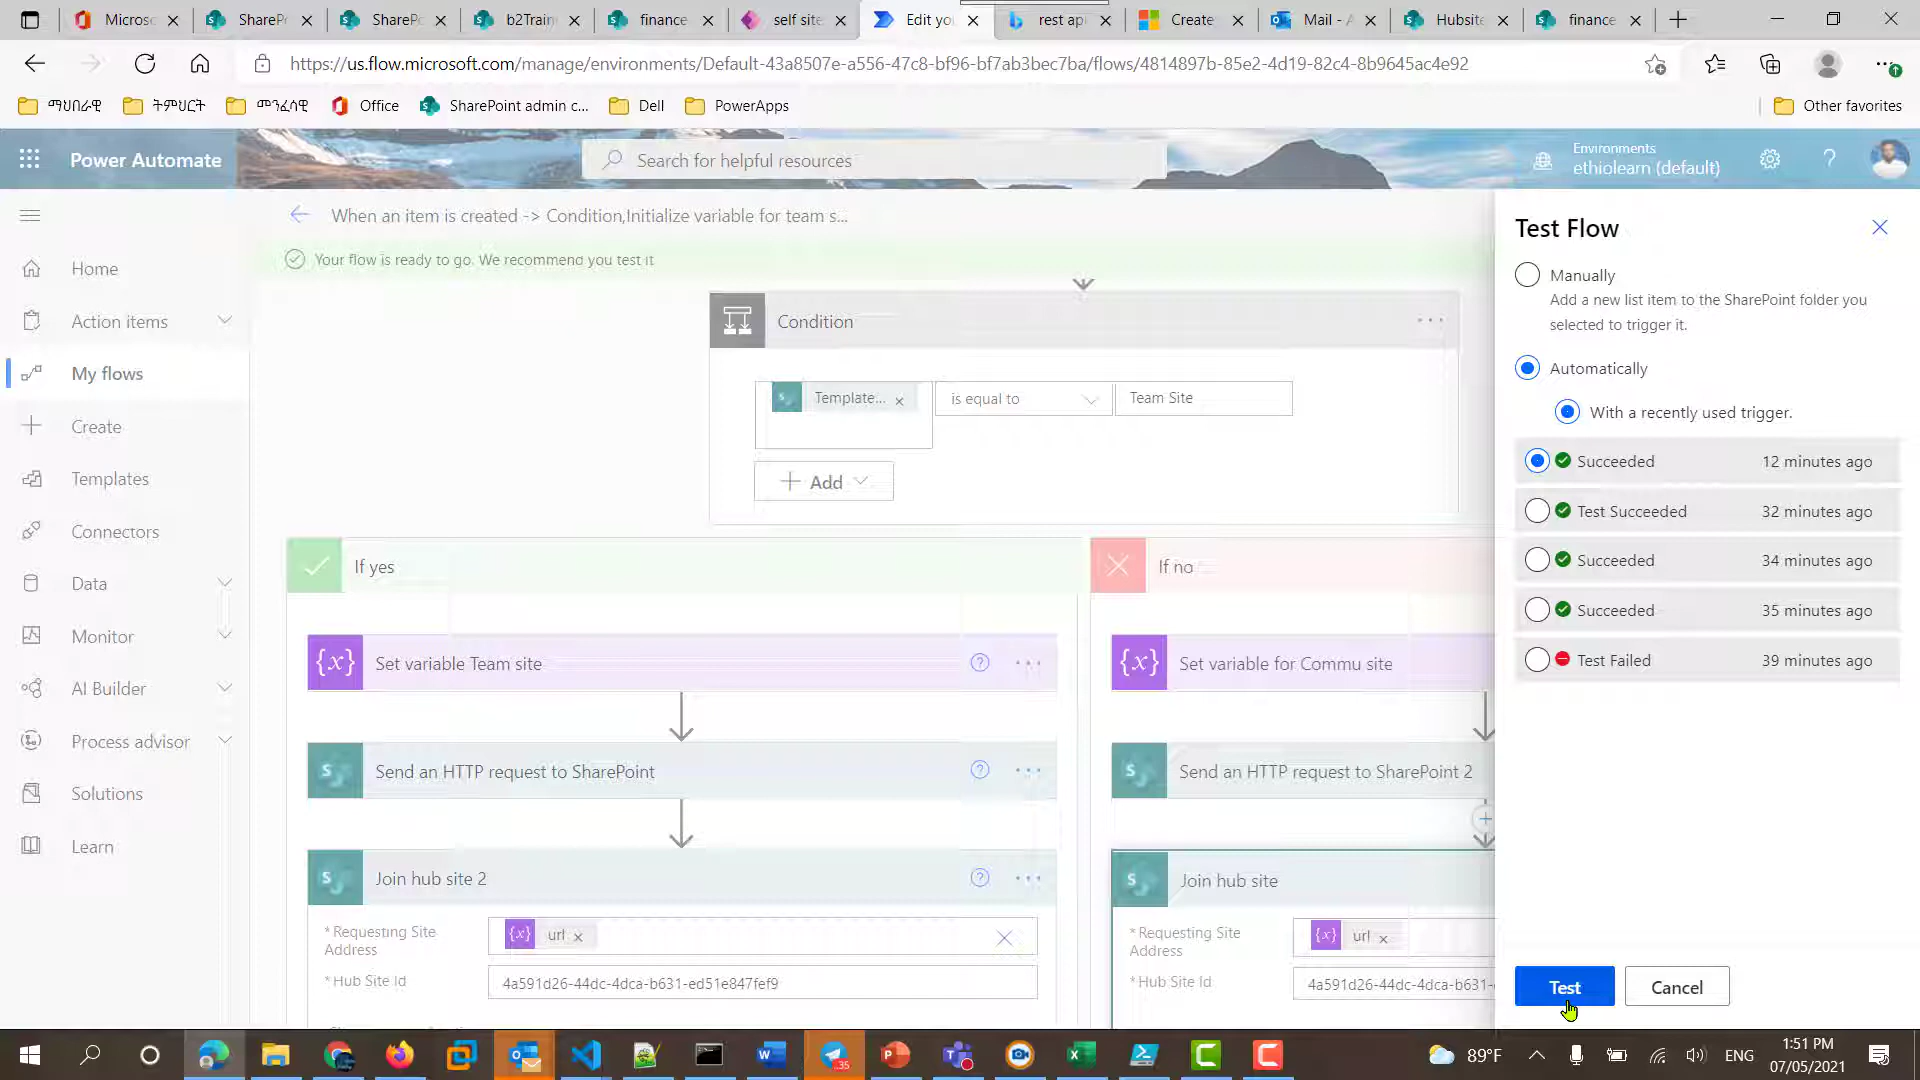 Microsc
SharePo
SharePo
b2Train
finance
self site
Edit you
rest api
Create
Mail - A
Hubsite
finance
https://us.flow.microsoft.com/manage/environments/Default-43a8507e-a556-47c8-bf96-bf7ab3bec7ba/flows/4814897b-85e2-4d19-82c4-8b9645ac4e92
ማህበራዊ
ትምህርት
መንፈሳዊ
Office
SharePoint admin c...
Dell
PowerApps
Other favorites
Power Automate
Search for helpful resources
Environments
ethiolearn (default)
When an item is created -> Condition,Initialize variable for team s...
Your flow is ready to go. We recommend you test it
Home
Action items
My flows
Create
Templates
Connectors
Data
Monitor
AI Builder
Process advisor
Solutions
Learn
Condition
Template...
is equal to
Team Site
Add
If yes
Set variable Team site
Send an HTTP request to SharePoint
Join hub site 2
* Requesting Site Address
url
* Hub Site Id
4a591d26-44dc-4dca-b631-ed51e847fef9
If no
Set variable for Commu site
Send an HTTP request to SharePoint 2
Join hub site
* Requesting Site Address
url
* Hub Site Id
4a591d26-44dc-4dca-b631-
Test Flow
Manually
Add a new list item to the SharePoint folder you
selected to trigger it.
Automatically
With a recently used trigger.
Succeeded 12 minutes ago
Test Succeeded 32 minutes ago
Succeeded 34 minutes ago
Succeeded 35 minutes ago
Test Failed 39 minutes ago
Test
Cancel
35
89°F
ENG
1:51 PM
07/05/2021